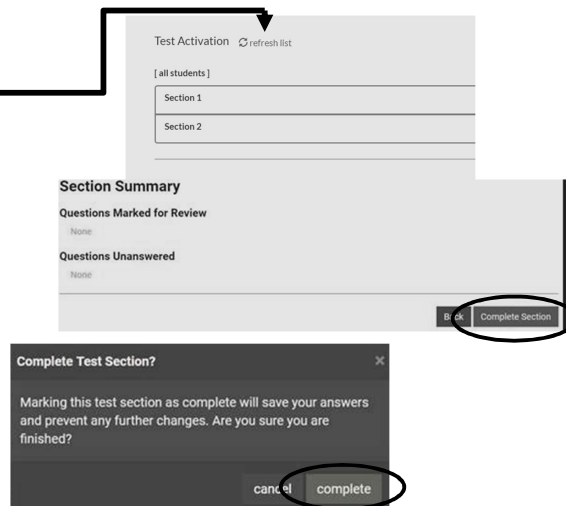 Test Activation refresh list
[ all students ]
Section 1
Section 2
Section Summary
Questions Marked for Review
None
Questions Unanswered
None
Back Complete Section
Complete Test Section? ×
Marking this test section as complete will save your answers
and prevent any further changes. Are you sure you are
finished?
cancel complete